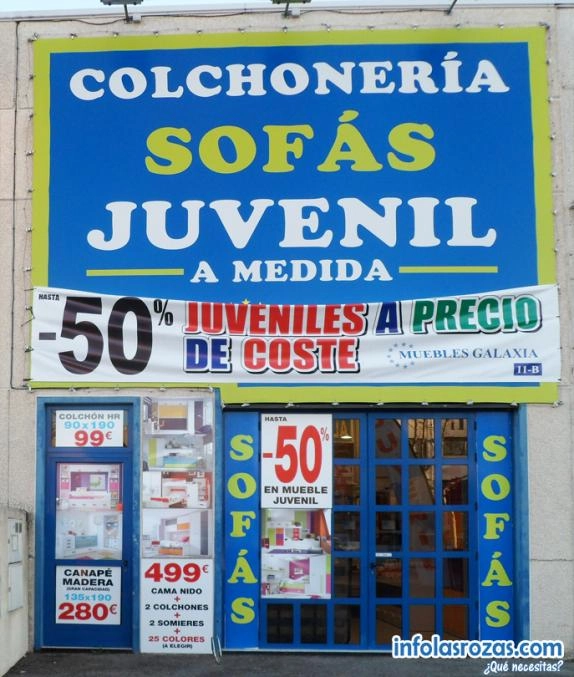 COLCHONERÍA
SOFÁS
JUVENIL
A MEDIDA
HASTA
-50% JUVENILES A PRECIO
DE COSTE
MUEBLES GALAXIA
11-B
COLCHÓN HR
90x190
99€
CANAPÉ
MADERA
(GRAN CAPACIDAD)
135x190
280€
499€
CAMA NIDO
+
2 COLCHONES
+
2 SOMIERES
+
25 COLORES
(A ELEGIR)
SOFÁS
HASTA
-50%
EN MUEBLE
JUVENIL
SOFÁS
infolasrozas.com
¿Qué necesitas?